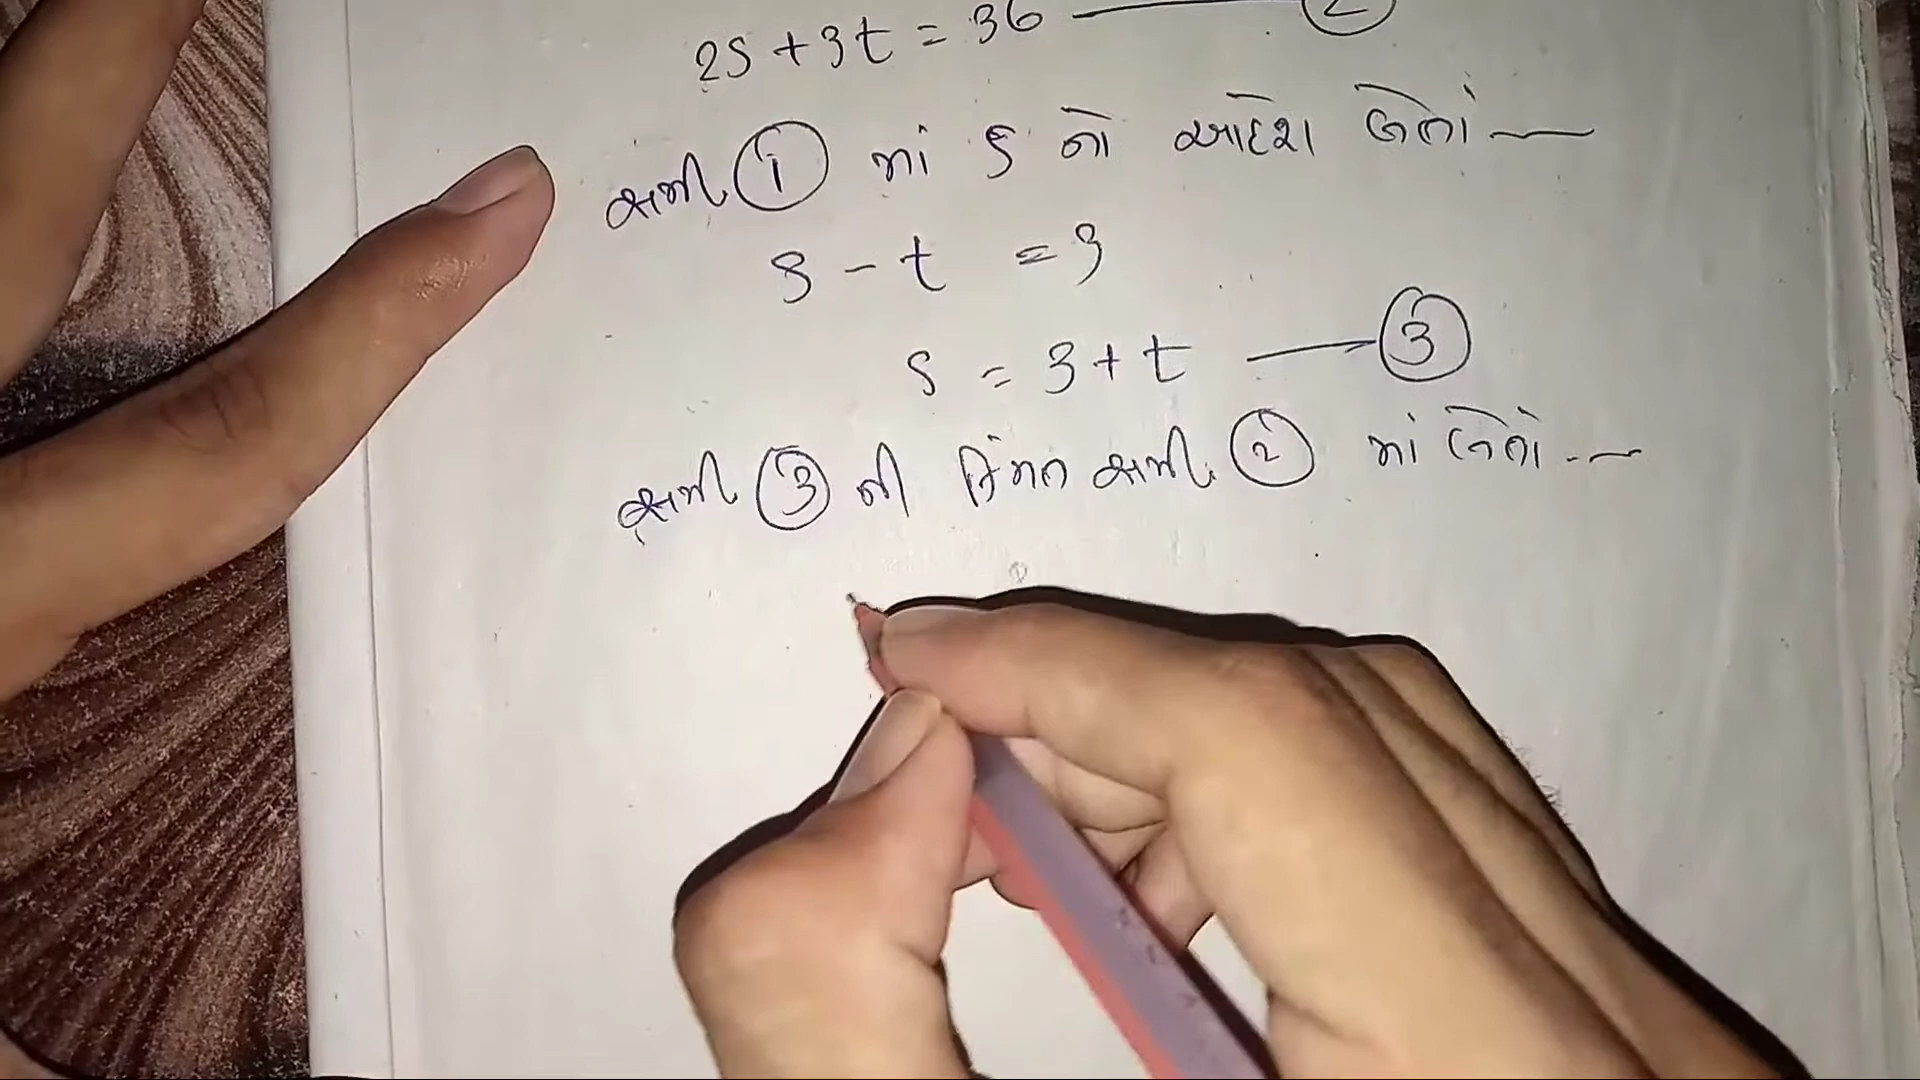 2s + 3t = 36 —— ②
સમી ① માં s નો આદેશ લેતાં —
s - t = 3
s = 3 + t —— ③
સમી ③ ની કિંમત સમી. ② માં લેતાં .—